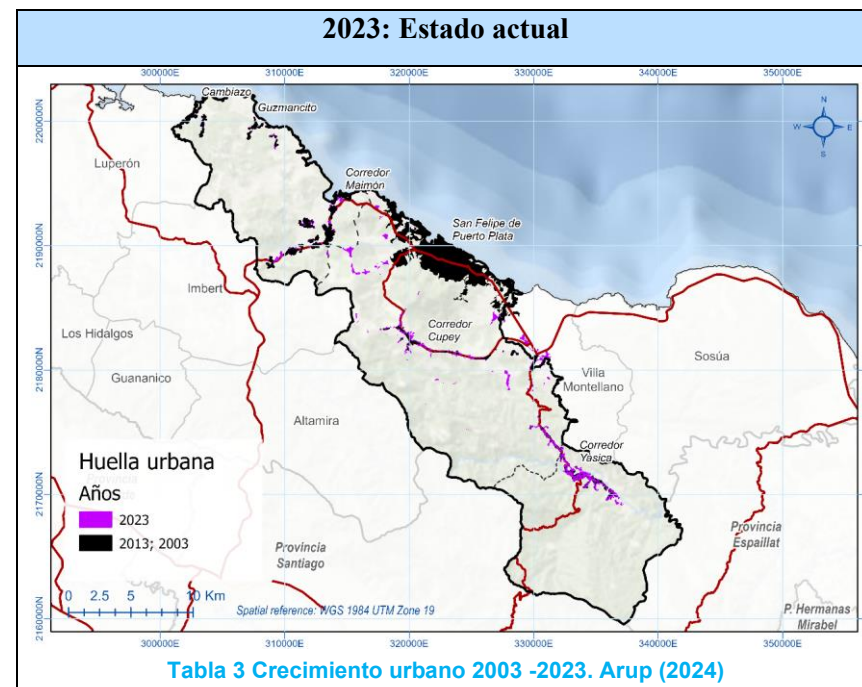 2023: Estado actual
300000E 310000E 320000E 330000E 340000E 350000E
2200000N
2190000N
2180000N
2170000N
2160000N
Cambiazo
Guzmancito
Luperón
Corredor
Maimón
San Felipe de
Puerto Plata
N
W E
S
Imbert
Los Hidalgos
Guananico
Corredor
Cupey
Villa
Montellano
Sosúa
Altamira
Corredor
Yasica
Huella urbana
Años
2023
2013; 2003
Provincia
Santiago
Provincia
Espaillat
P. Hermanas
Mirabel
0 2.5 5 10 Km
Spatial reference: WGS 1984 UTM Zone 19
300000E 310000E 320000E 330000E 340000E 350000E
Tabla 3 Crecimiento urbano 2003 -2023. Arup (2024)